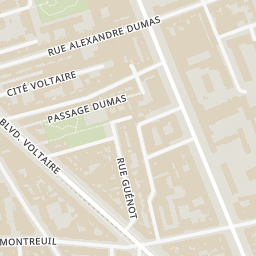 RUE ALEXANDRE DUMAS
CITÉ VOLTAIRE
PASSAGE DUMAS
BLVD. VOLTAIRE
RUE GUÉNOT
MONTREUIL